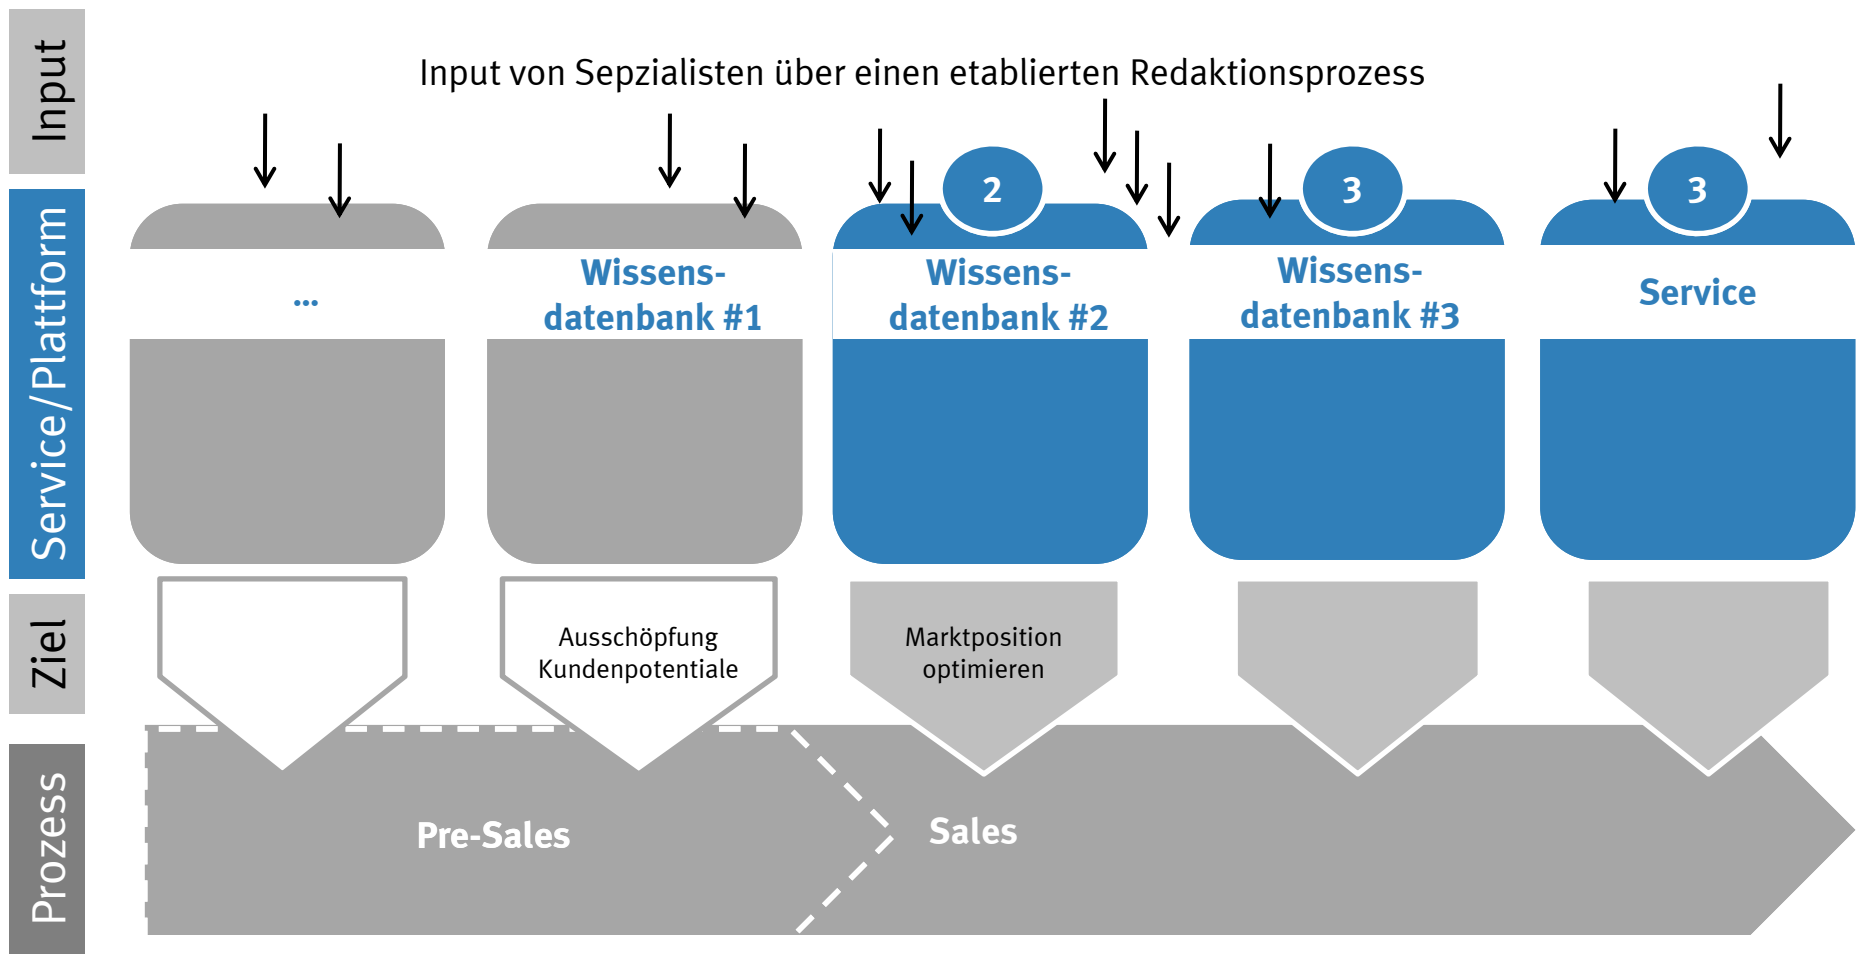 Input
Input von Sepzialisten über einen etablierten Redaktionsprozess
Service/Plattform
2
3
3
...
Wissens-
datenbank #1
Wissens-
datenbank #2
Wissens-
datenbank #3
Service
Ziel
Ausschöpfung
Kundenpotentiale
Marktposition
optimieren
Prozess
Pre-Sales
Sales